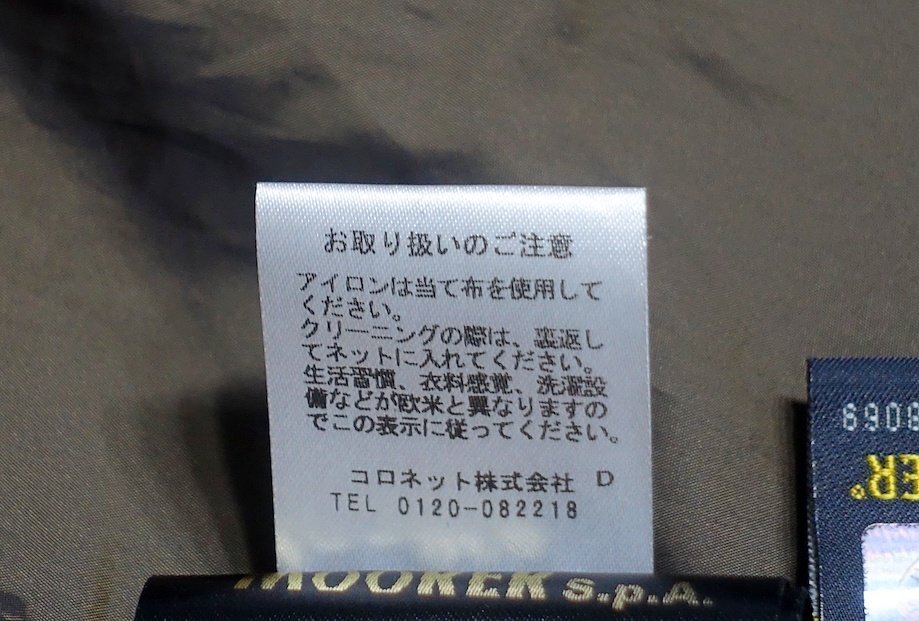 お取り扱いのご注意
アイロンは当て布を使用して
ください。
クリーニングの際は、裏返し
てネットに入れてください。
生活習慣、衣料感覚、洗濯設
備などが欧米と異なりますの
でこの表示に従ってください。
コロネット株式会社 D
TEL 0120-082218
MOORER S.p.A.